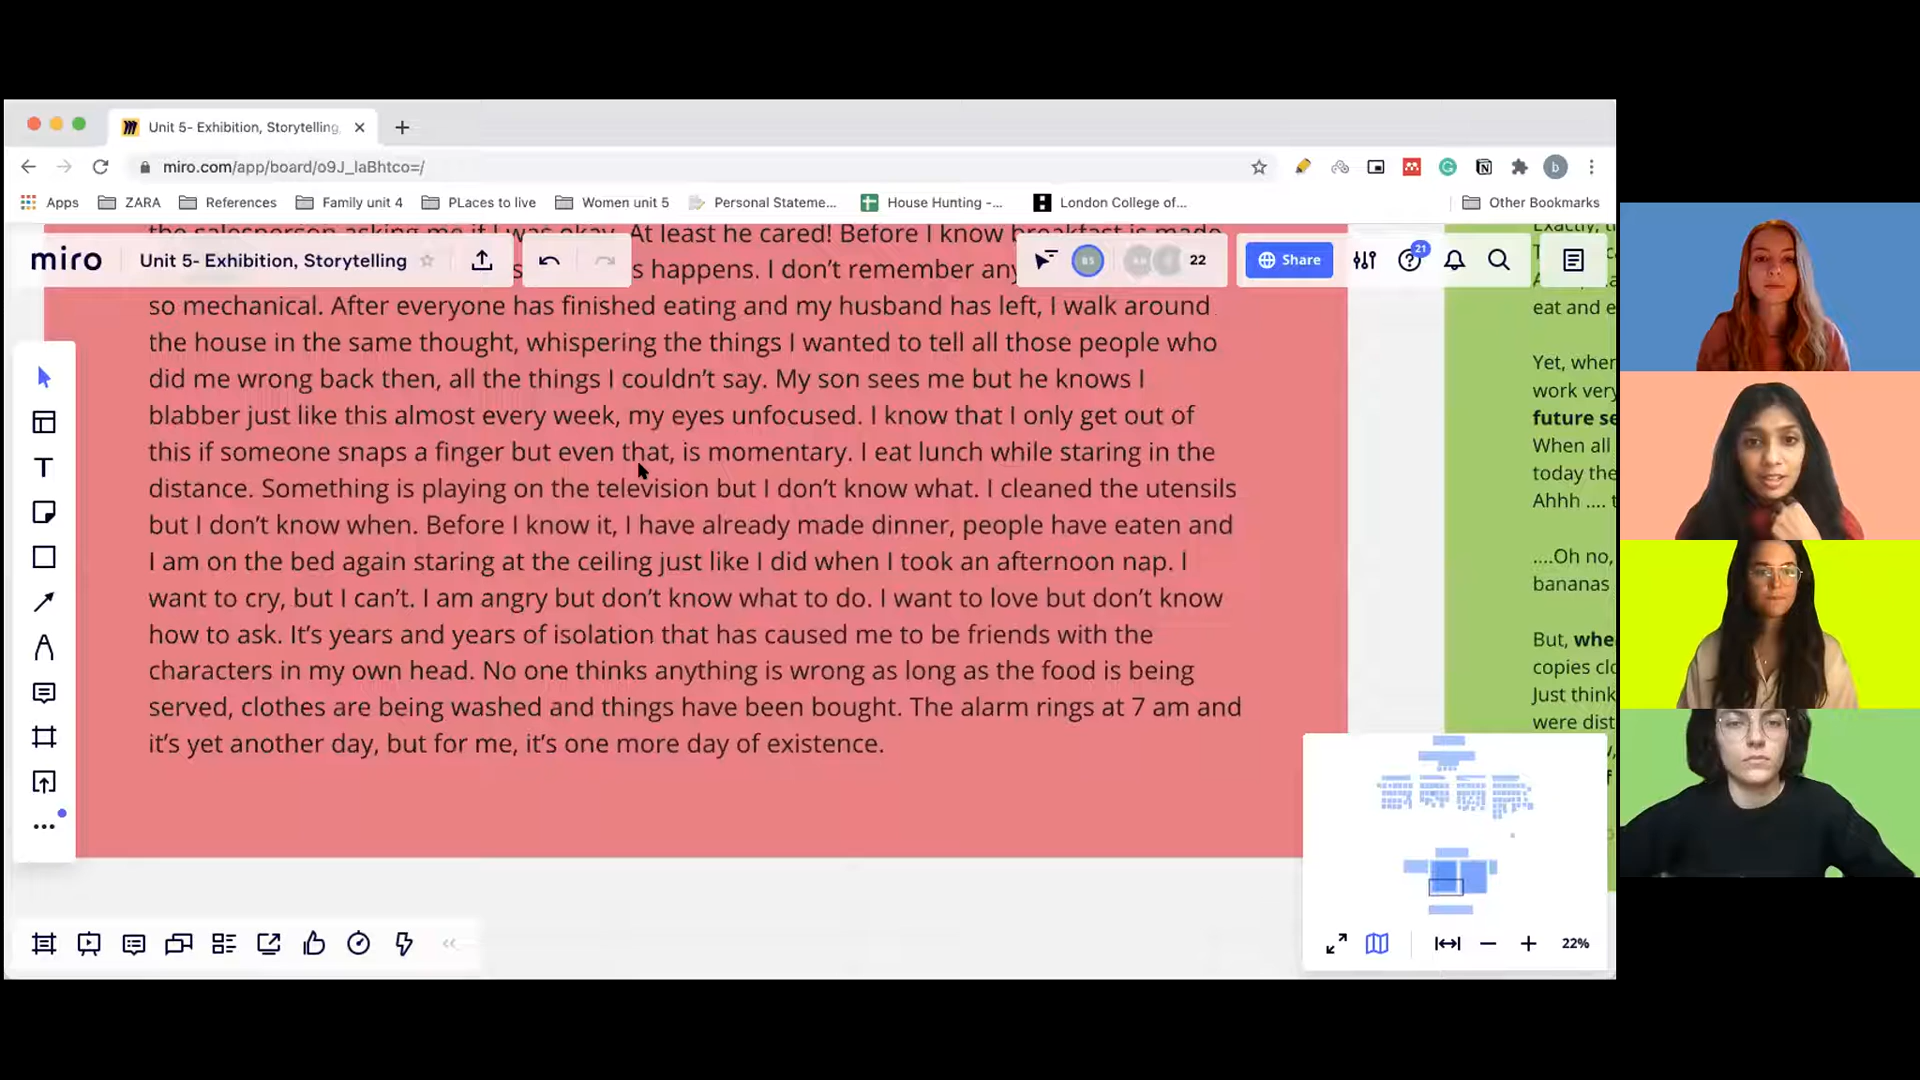 Unit 5- Exhibition, Storytelling,
miro.com/app/board/o9J_laBhtco=/
Apps ZARA References Family unit 4 PLaces to live Women unit 5 Personal Stateme... House Hunting -... London College of... Other Bookmarks
the salesperson asking me if I was okay. At least he cared! Before I know breakfast is made
miro Unit 5- Exhibition, Storytelling 22 Share 21
happens. I don't remember any
so mechanical. After everyone has finished eating and my husband has left, I walk around
the house in the same thought, whispering the things I wanted to tell all those people who
did me wrong back then, all the things I couldn't say. My son sees me but he knows I
blabber just like this almost every week, my eyes unfocused. I know that I only get out of
this if someone snaps a finger but even that, is momentary. I eat lunch while staring in the
distance. Something is playing on the television but I don't know what. I cleaned the utensils
but I don't know when. Before I know it, I have already made dinner, people have eaten and
I am on the bed again staring at the ceiling just like I did when I took an afternoon nap. I
want to cry, but I can't. I am angry but don't know what to do. I want to love but don't know
how to ask. It's years and years of isolation that has caused me to be friends with the
characters in my own head. No one thinks anything is wrong as long as the food is being
served, clothes are being washed and things have been bought. The alarm rings at 7 am and
it's yet another day, but for me, it's one more day of existence.
Exactly,
eat and e
Yet, wher
work very
future se
When all
today the
Ahhh ....
....Oh no,
bananas
But, whe
copies clo
Just think
were dist
22%